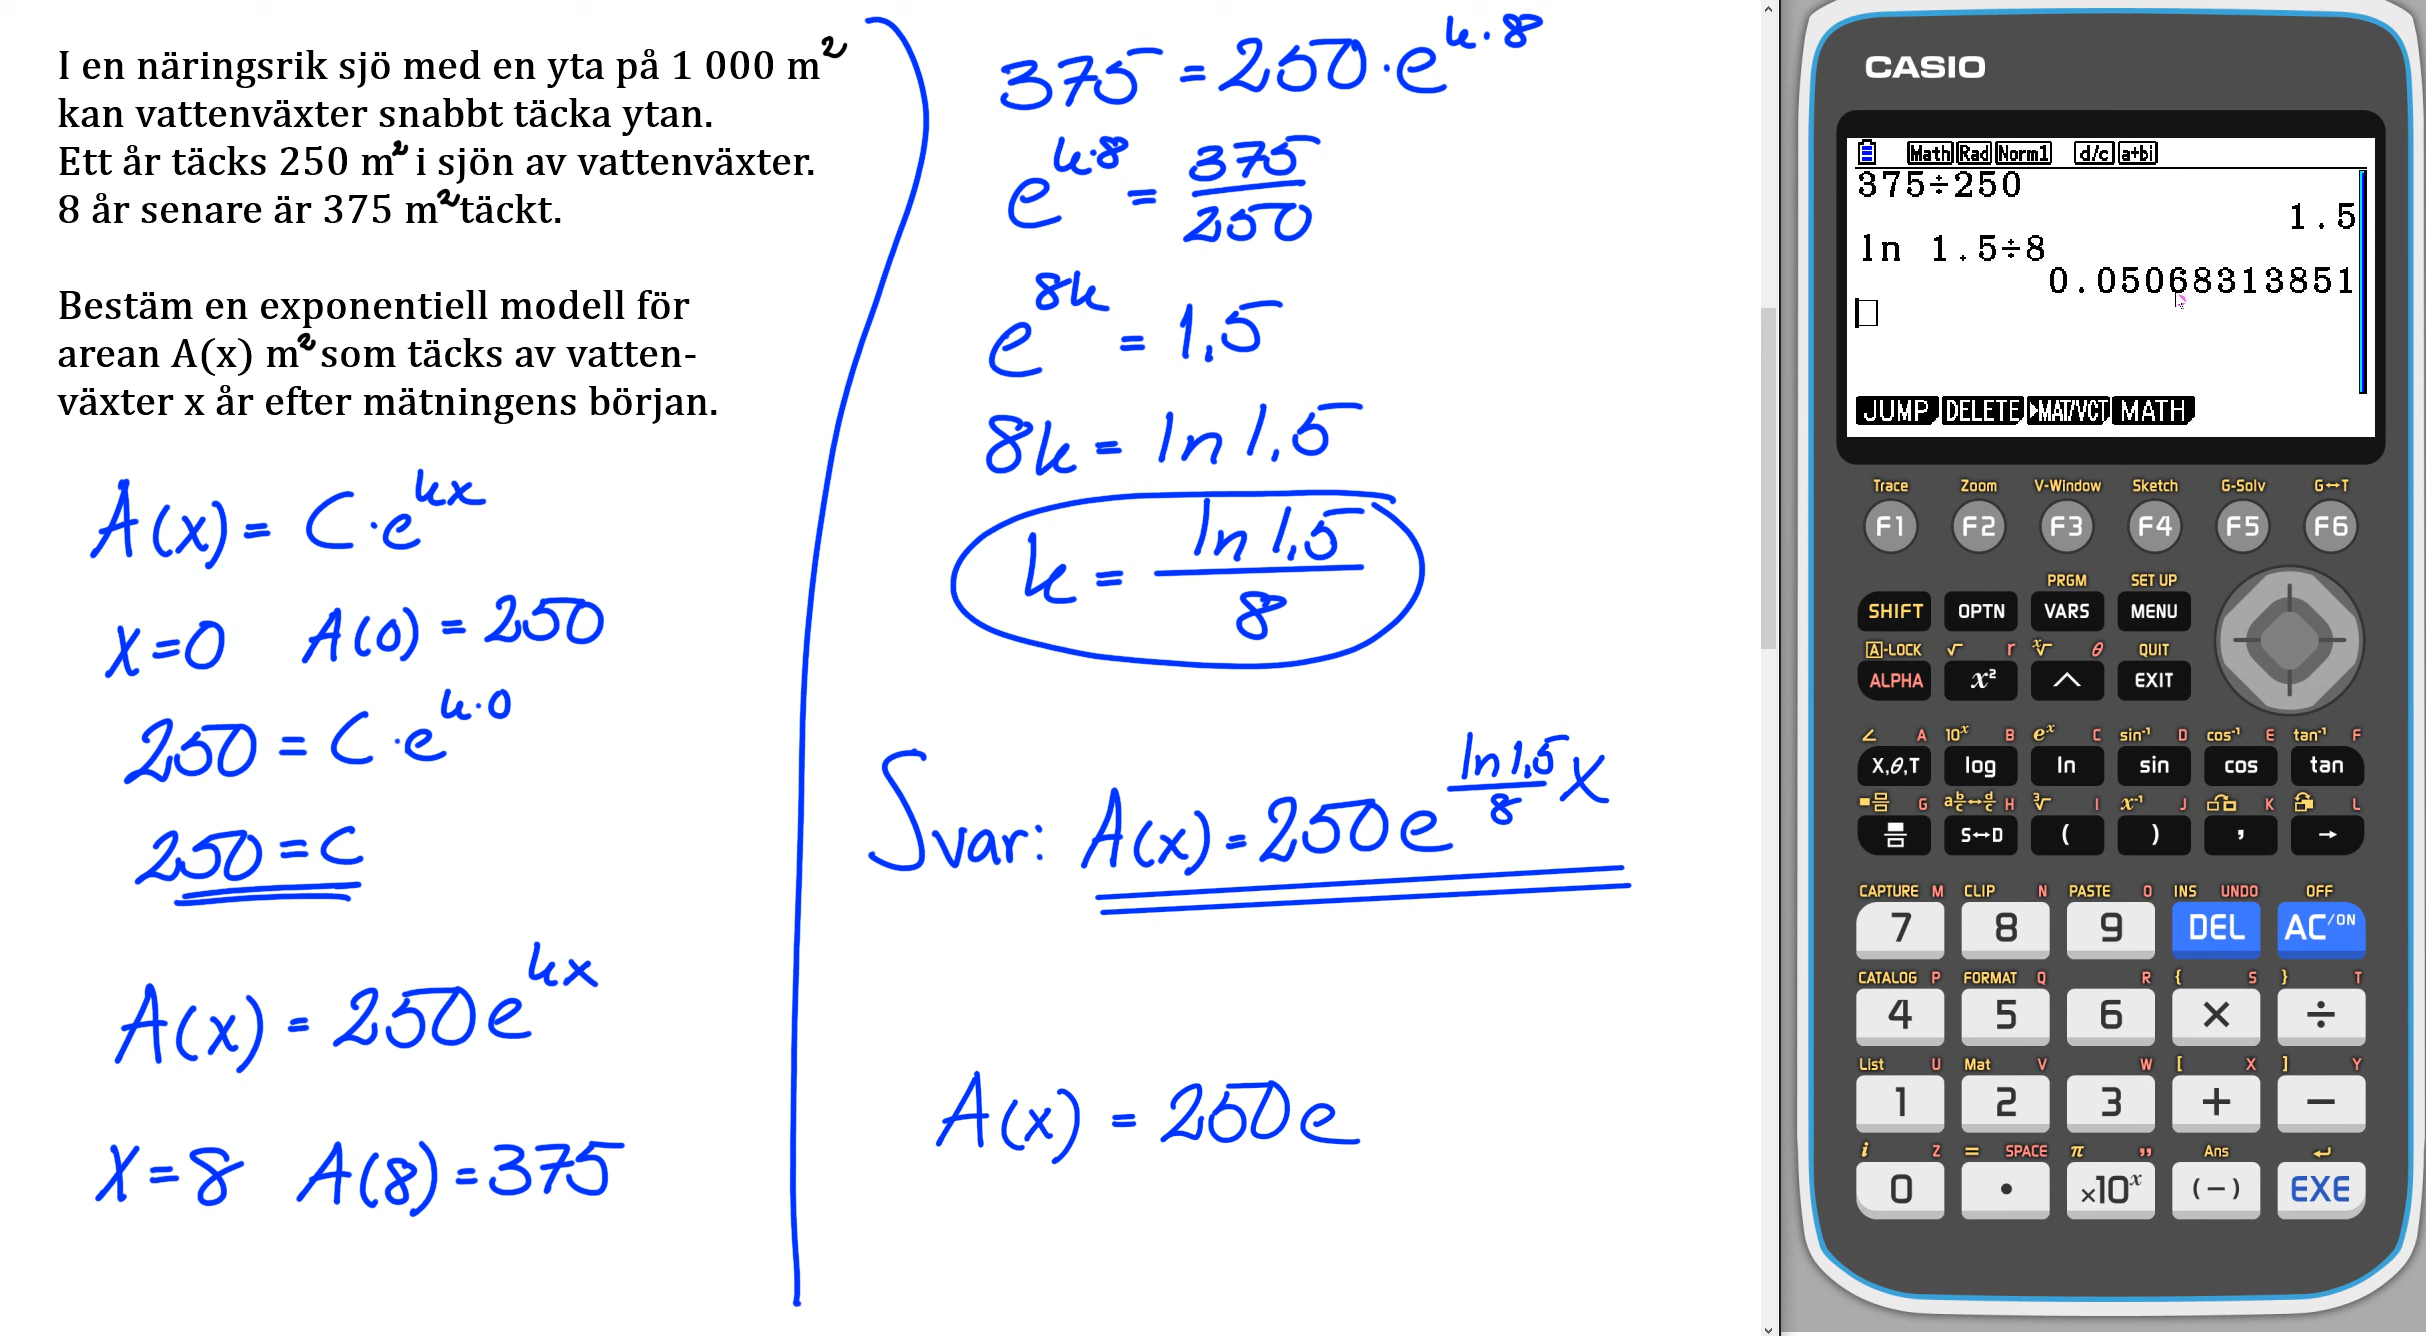 I en näringsrik sjö med en yta på 1 000 m²
kan vattenväxter snabbt täcka ytan.
Ett år täcks 250 m² i sjön av vattenväxter.
8 år senare är 375 m² täckt.
Bestäm en exponentiell modell för
arean A(x) m² som täcks av vatten-
växter x år efter mätningens början.
A(x) = C·e^kx
x=0 A(0) = 250
250 = C·e^k·0
250 = C
A(x) = 250e^kx
x=8 A(8)=375
375 = 250·e^k·8
e^k·8 = 375/250
e^8k = 1,5
8k = ln 1,5
k = ln 1,5/8
Svar: A(x) = 250e^(ln 1,5/8)x
A(x) = 250e
CASIO
Math Rad Norm1 d/c a+bi
375÷250
1.5
ln 1.5÷8
0.05068313851
JUMP DELETE ▶MAT/VCT MATH
Trace Zoom V-Window Sketch G-Solv G↔T
F1 F2 F3 F4 F5 F6
PRGM SET UP
SHIFT OPTN VARS MENU
A-LOCK √ r ˣ√ θ QUIT
ALPHA x² ^ EXIT
∠ A 10ˣ B eˣ C sin⁻¹ D cos⁻¹ E tan⁻¹ F
X,θ,T log ln sin cos tan
G a b/c↔d/c H ³√ I x⁻¹ J K L
S↔D ( ) , →
CAPTURE M CLIP N PASTE O INS UNDO OFF
7 8 9 DEL AC/ON
CATALOG P FORMAT Q R { S } T
4 5 6 × ÷
List U Mat V W [ X ] Y
1 2 3 + −
i Z = SPACE π " Ans ↵
0 • ×10ˣ (−) EXE